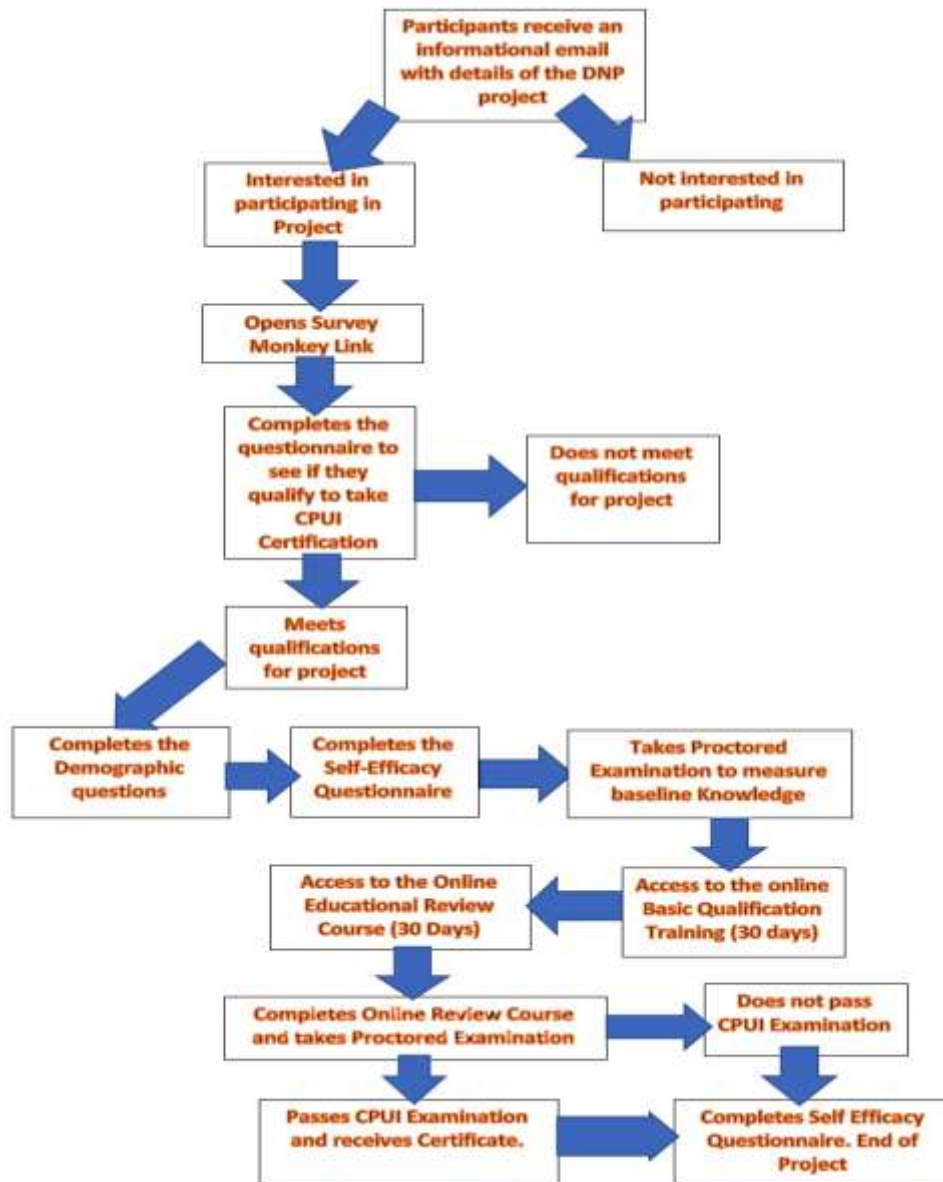 Participants receive an
informational email
with details of the DNP
project
Interested in
participating in
Project
Not interested in
participating
Opens Survey
Monkey Link
Completes the
questionnaire to
see if they
qualify to take
CPUI
Certification
Does not meet
qualifications
for project
Meets
qualifications
for project
Completes the
Demographic
questions
Completes the
Self-Efficacy
Questionnaire
Takes Proctored
Examination to measure
baseline Knowledge
Access to the Online
Educational Review
Course (30 Days)
Access to the online
Basic Qualification
Training (30 days)
Completes Online Review Course
and takes Proctored Examination
Does not pass
CPUI Examination
Passes CPUI Examination
and receives Certificate.
Completes Self Efficacy
Questionnaire. End of
Project